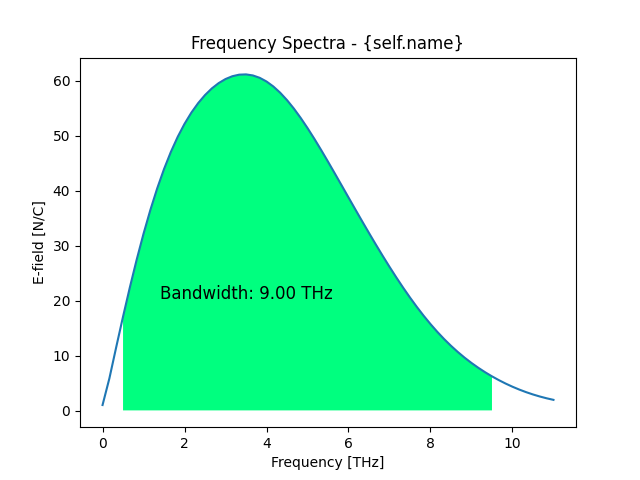 Frequency Spectra - {self.name}
E-field [N/C]
60
50
40
30
20
10
0
Bandwidth: 9.00 THz
0 2 4 6 8 10
Frequency [THz]